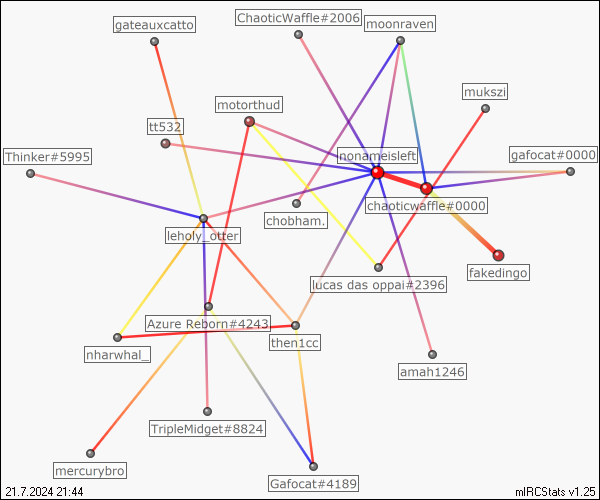 ChaoticWaffle#2006
gateauxcatto
moonraven
mukszi
motorthud
tt532
Thinker#5995
nonameisleft
gafocat#0000
chaoticwaffle#0000
chobham.
leholy_otter
fakedingo
lucas das oppai#2396
Azure Reborn#4243
then1cc
nharwhal_
amah1246
TripleMidget#8824
mercurybro
Gafocat#4189
21.7.2024 21:44
mIRCStats v1.25